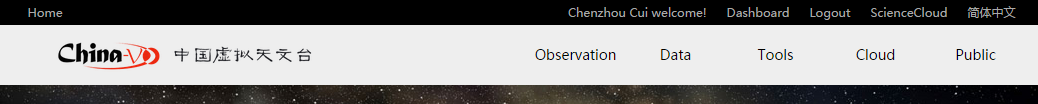 Home Chenzhou Cui welcome! Dashboard Logout ScienceCloud 简体中文
China-VO 中国虚拟天文台 Observation Data Tools Cloud Public